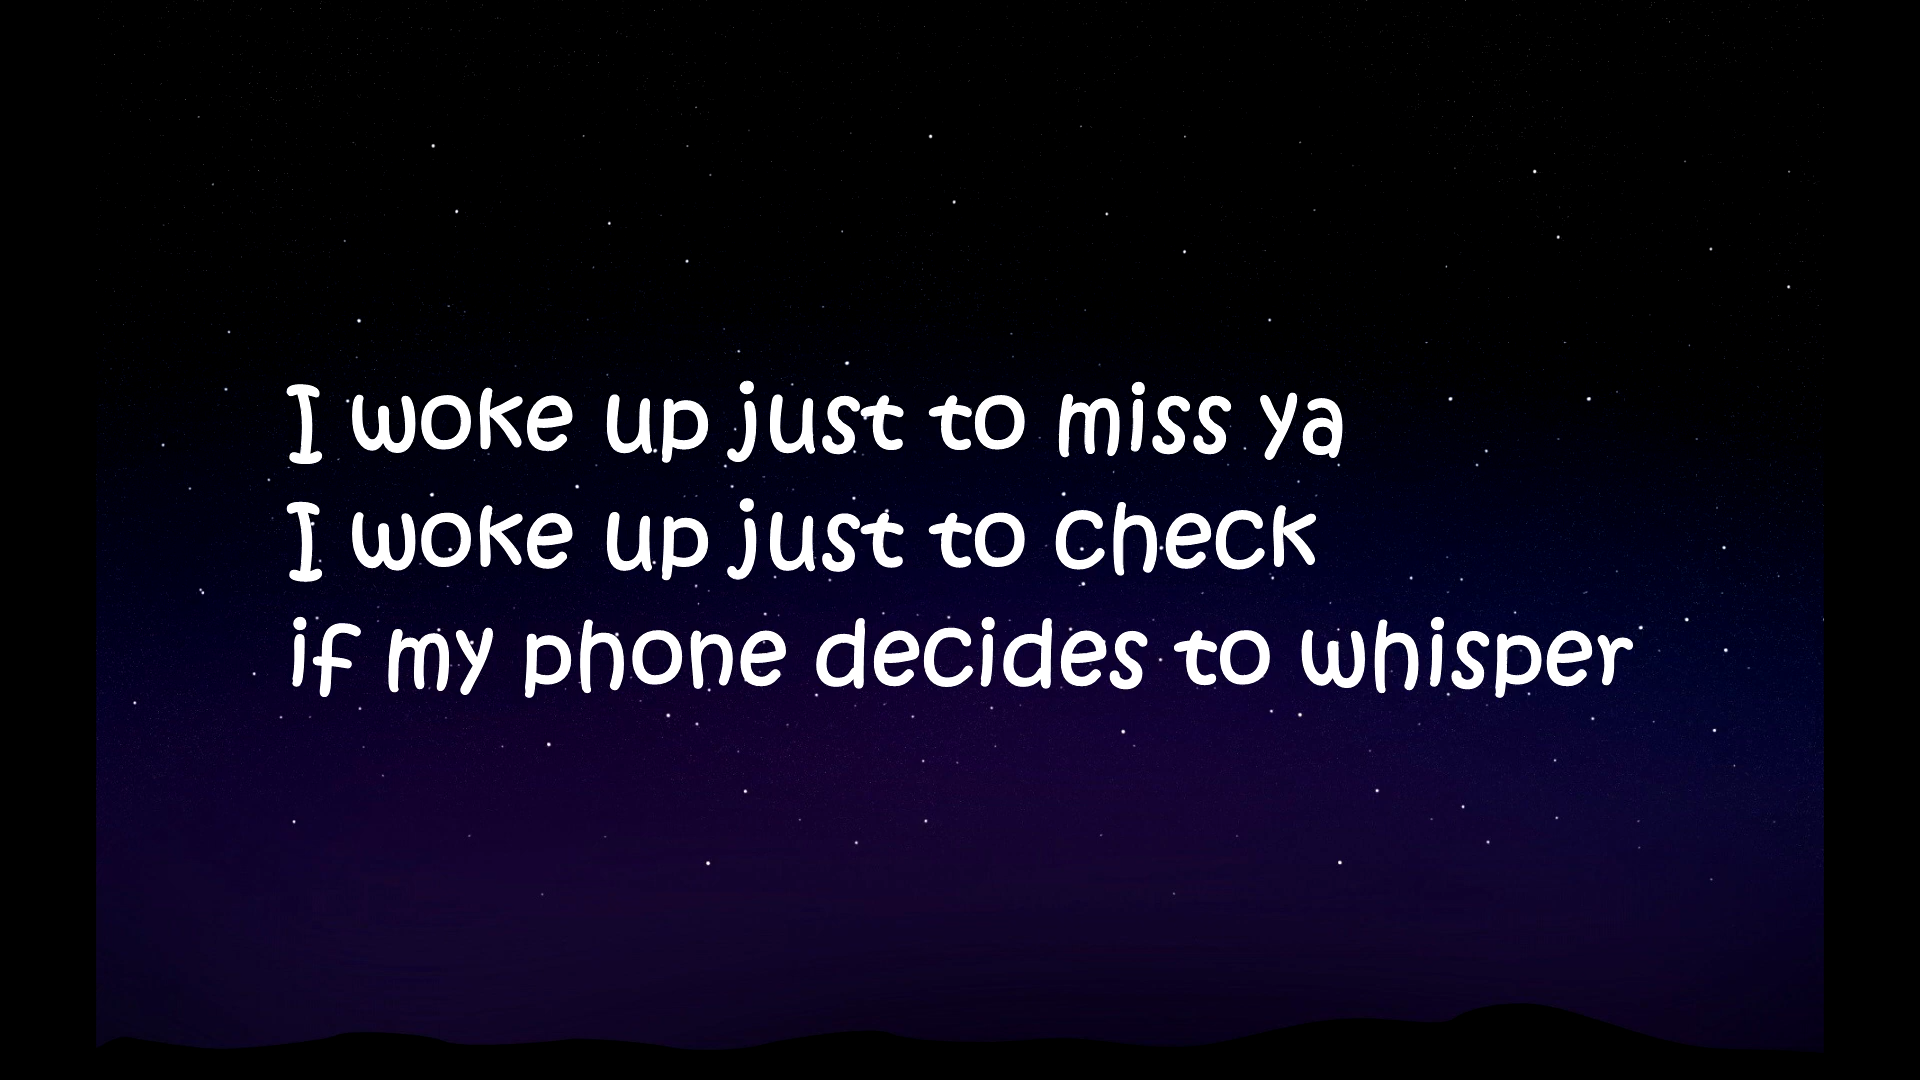 I woke up just to miss ya
I woke up just to check
if my phone decides to whisper